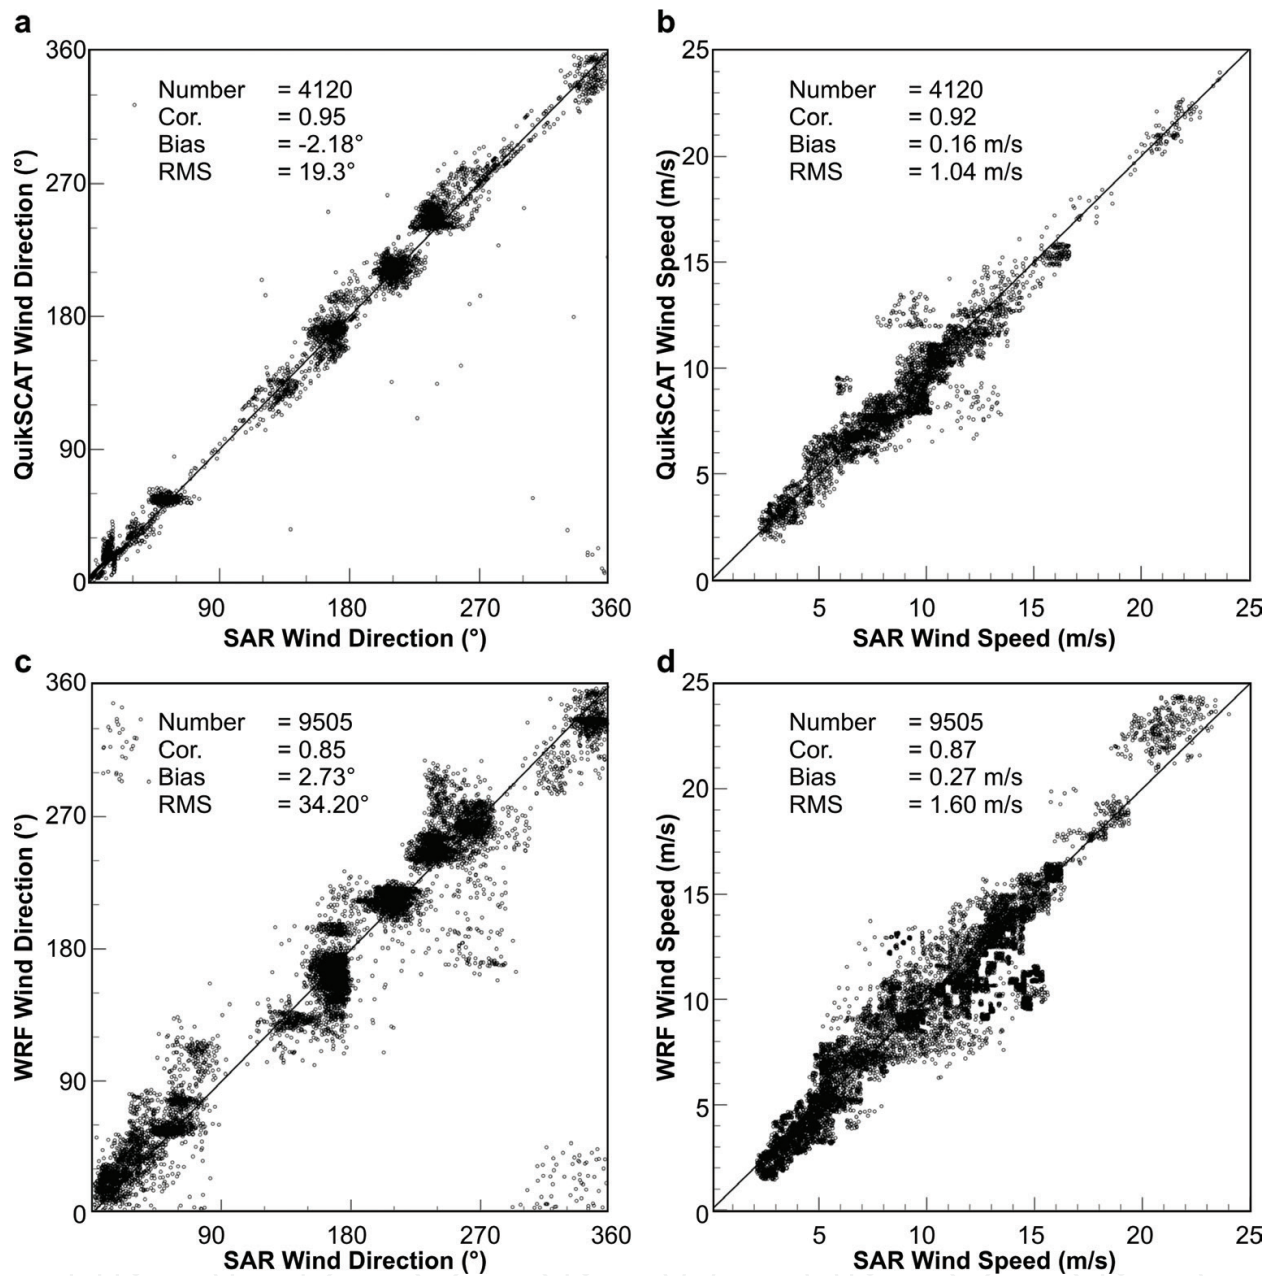 a
360
270
180
90
0
QuikSCAT Wind Direction (°)
Number = 4120
Cor. = 0.95
Bias = -2.18°
RMS = 19.3°
90 180 270 360
SAR Wind Direction (°)
b
25
20
15
10
5
0
QuikSCAT Wind Speed (m/s)
Number = 4120
Cor. = 0.92
Bias = 0.16 m/s
RMS = 1.04 m/s
5 10 15 20 25
SAR Wind Speed (m/s)
c
360
270
180
90
0
WRF Wind Direction (°)
Number = 9505
Cor. = 0.85
Bias = 2.73°
RMS = 34.20°
90 180 270 360
SAR Wind Direction (°)
d
25
20
15
10
5
0
WRF Wind Speed (m/s)
Number = 9505
Cor. = 0.87
Bias = 0.27 m/s
RMS = 1.60 m/s
5 10 15 20 25
SAR Wind Speed (m/s)